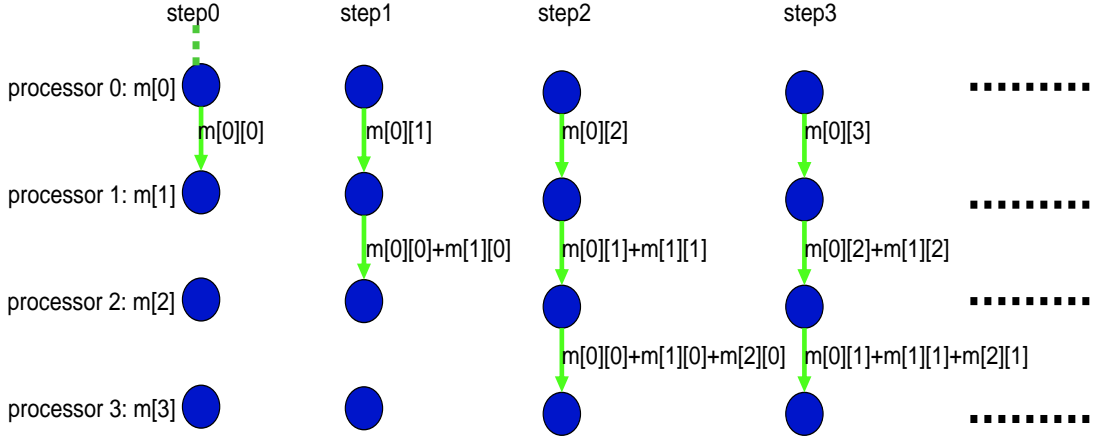 step0 step1 step2 step3
processor 0: m[0]
m[0][0] m[0][1] m[0][2] m[0][3]
processor 1: m[1]
m[0][0]+m[1][0] m[0][1]+m[1][1] m[0][2]+m[1][2]
processor 2: m[2]
m[0][0]+m[1][0]+m[2][0] m[0][1]+m[1][1]+m[2][1]
processor 3: m[3]